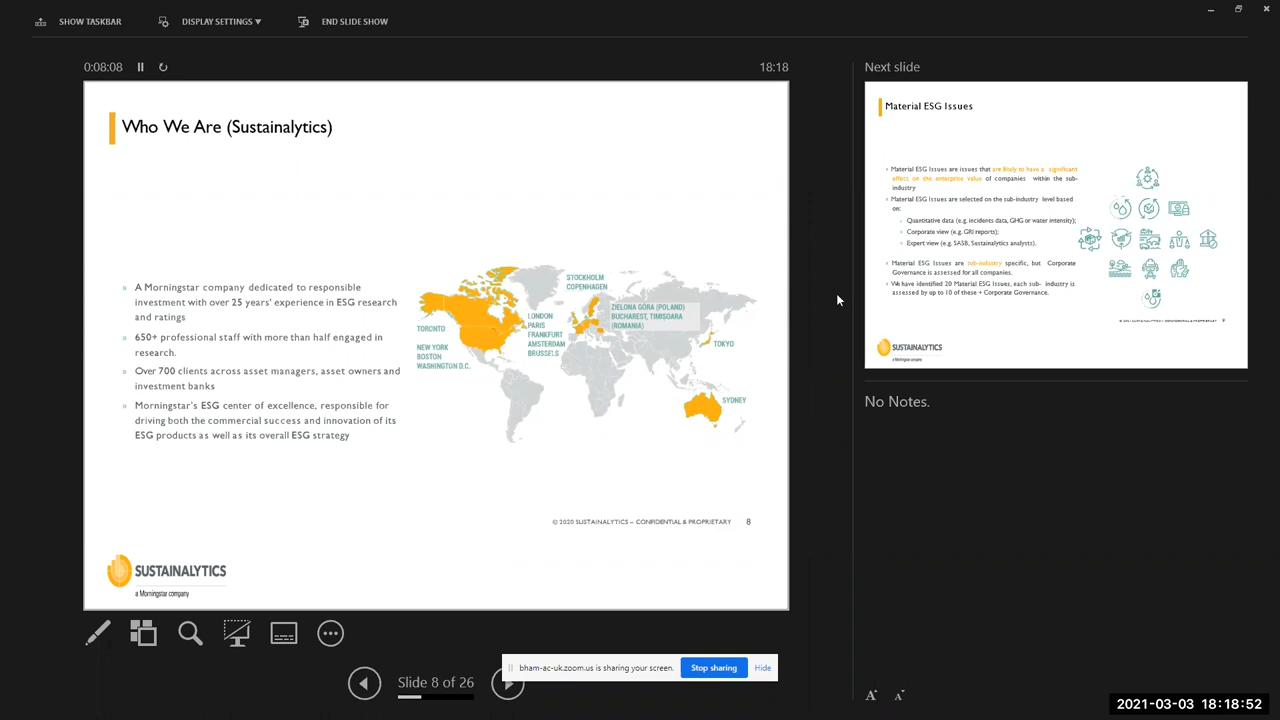 SHOW TASKBAR
DISPLAY SETTINGS ▼
END SLIDE SHOW
0:08:08
18:18
Next slide
Who We Are (Sustainalytics)
» A Morningstar company dedicated to responsible
investment with over 25 years' experience in ESG research
and ratings
» 650+ professional staff with more than half engaged in
research.
» Over 700 clients across asset managers, asset owners and
investment banks
» Morningstar's ESG center of excellence, responsible for
driving both the commercial success and innovation of its
ESG products as well as its overall ESG strategy
TORONTO
NEW YORK
BOSTON
WASHINGTON D.C.
LONDON
PARIS
FRANKFURT
AMSTERDAM
BRUSSELS
STOCKHOLM
COPENHAGEN
ZIELONA GÓRA (POLAND)
BUCHAREST, TIMIȘOARA
(ROMANIA)
TOKYO
SYDNEY
© 2020 SUSTAINALYTICS – CONFIDENTIAL & PROPRIETARY 8
SUSTAINALYTICS
a Morningstar company
Material ESG Issues
Material ESG Issues are issues that are likely to have a significant
effect on the enterprise value of companies within the sub-
industry
Material ESG Issues are selected on the sub-industry level based
on:
Quantitative data (e.g. incidents data, GHG or water intensity);
Corporate view (e.g. GRI reports);
Expert view (e.g. SASB, Sustainalytics analysts).
Material ESG Issues are sub-industry specific, but Corporate
Governance is assessed for all companies.
We have identified 20 Material ESG Issues, each sub- industry is
assessed by up to 10 of these + Corporate Governance.
© 2020 SUSTAINALYTICS – CONFIDENTIAL & PROPRIETARY 9
SUSTAINALYTICS
a Morningstar company
No Notes.
bham-ac-uk.zoom.us is sharing your screen.
Stop sharing
Hide
Slide 8 of 26
A A
2021-03-03 18:18:52